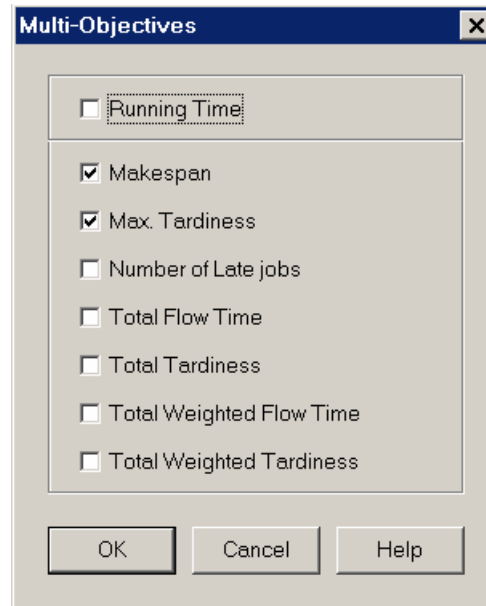 Multi-Objectives
Running Time
Makespan
Max. Tardiness
Number of Late jobs
Total Flow Time
Total Tardiness
Total Weighted Flow Time
Total Weighted Tardiness
OK Cancel Help